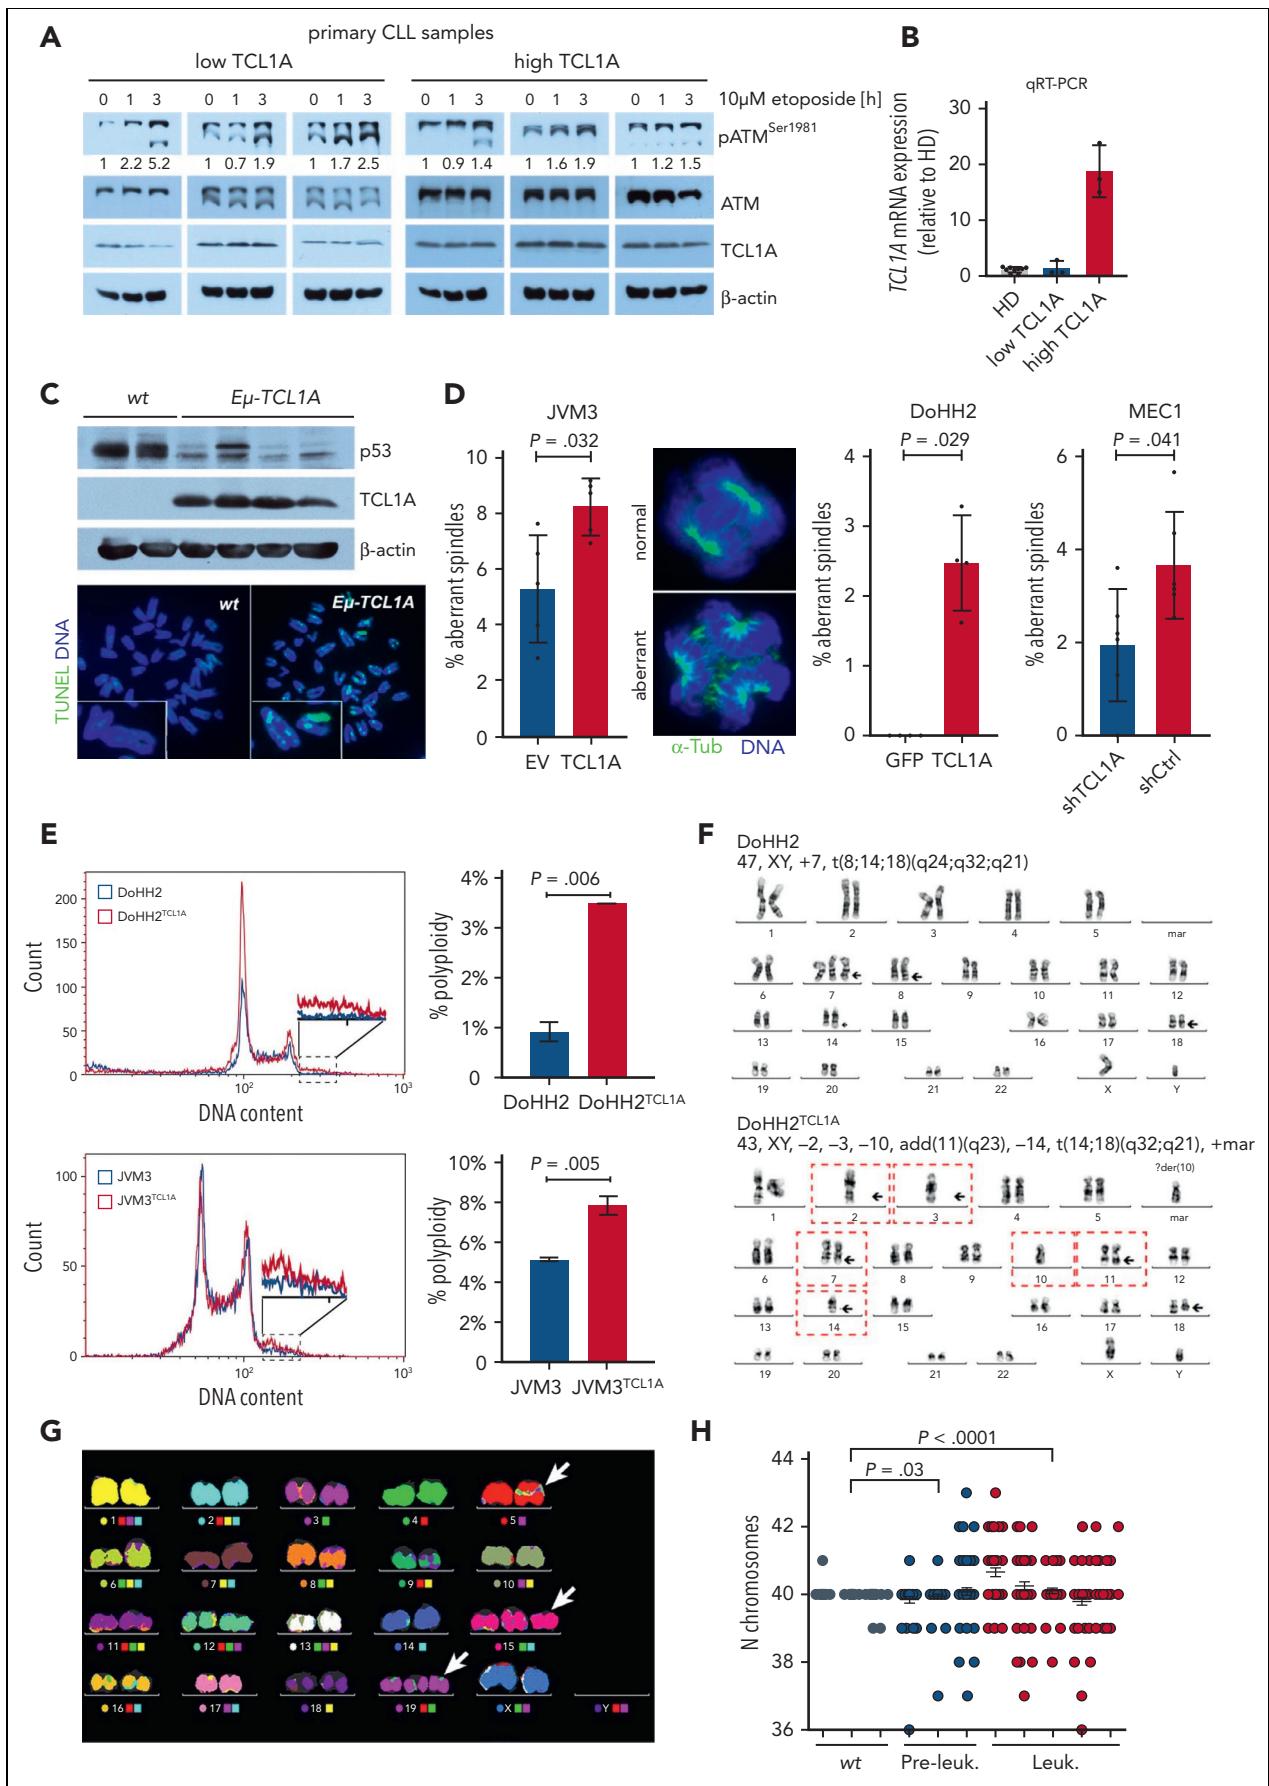 A
primary CLL samples
low TCL1A
high TCL1A
0 1 3 0 1 3 0 1 3 0 1 3 0 1 3 0 1 3 10μM etoposide [h]
pATM^Ser1981
1 2.2 5.2 1 0.7 1.9 1 1.7 2.5 1 0.9 1.4 1 1.6 1.9 1 1.2 1.5
ATM
TCL1A
β-actin
B
qRT-PCR
TCL1A mRNA expression
(relative to HD)
30
20
10
0
HD
low TCL1A
high TCL1A
C
wt
Eμ-TCL1A
p53
TCL1A
β-actin
TUNEL DNA
wt
Eμ-TCL1A
D
JVM3
P = .032
% aberrant spindles
10
8
6
4
2
0
EV TCL1A
normal
aberrant
α-Tub DNA
DoHH2
P = .029
% aberrant spindles
4
3
2
1
0
GFP TCL1A
MEC1
P = .041
% aberrant spindles
6
4
2
0
shTCL1A
shCtrl
E
DoHH2
DoHH2^TCL1A
Count
200
150
100
50
0
10²
10³
DNA content
% polyploidy
4%
3%
2%
1%
0
P = .006
DoHH2 DoHH2^TCL1A
JVM3
JVM3^TCL1A
Count
100
50
0
10²
10³
DNA content
% polyploidy
10%
8%
6%
4%
2%
0
P = .005
JVM3 JVM3^TCL1A
F
DoHH2
47, XY, +7, t(8;14;18)(q24;q32;q21)
1 2 3 4 5 mar
6 7 8 9 10 11 12
13 14 15 16 17 18
19 20 21 22 X Y
DoHH2^TCL1A
43, XY, −2, −3, −10, add(11)(q23), −14, t(14;18)(q32;q21), +mar
?der(10)
1 2 3 4 5 mar
6 7 8 9 10 11 12
13 14 15 16 17 18
19 20 21 22 X Y
G
1 2 3 4 5
6 7 8 9 10
11 12 13 14 15
16 17 18 19 X Y
H
P < .0001
P = .03
N chromosomes
44
42
40
38
36
wt Pre-leuk. Leuk.